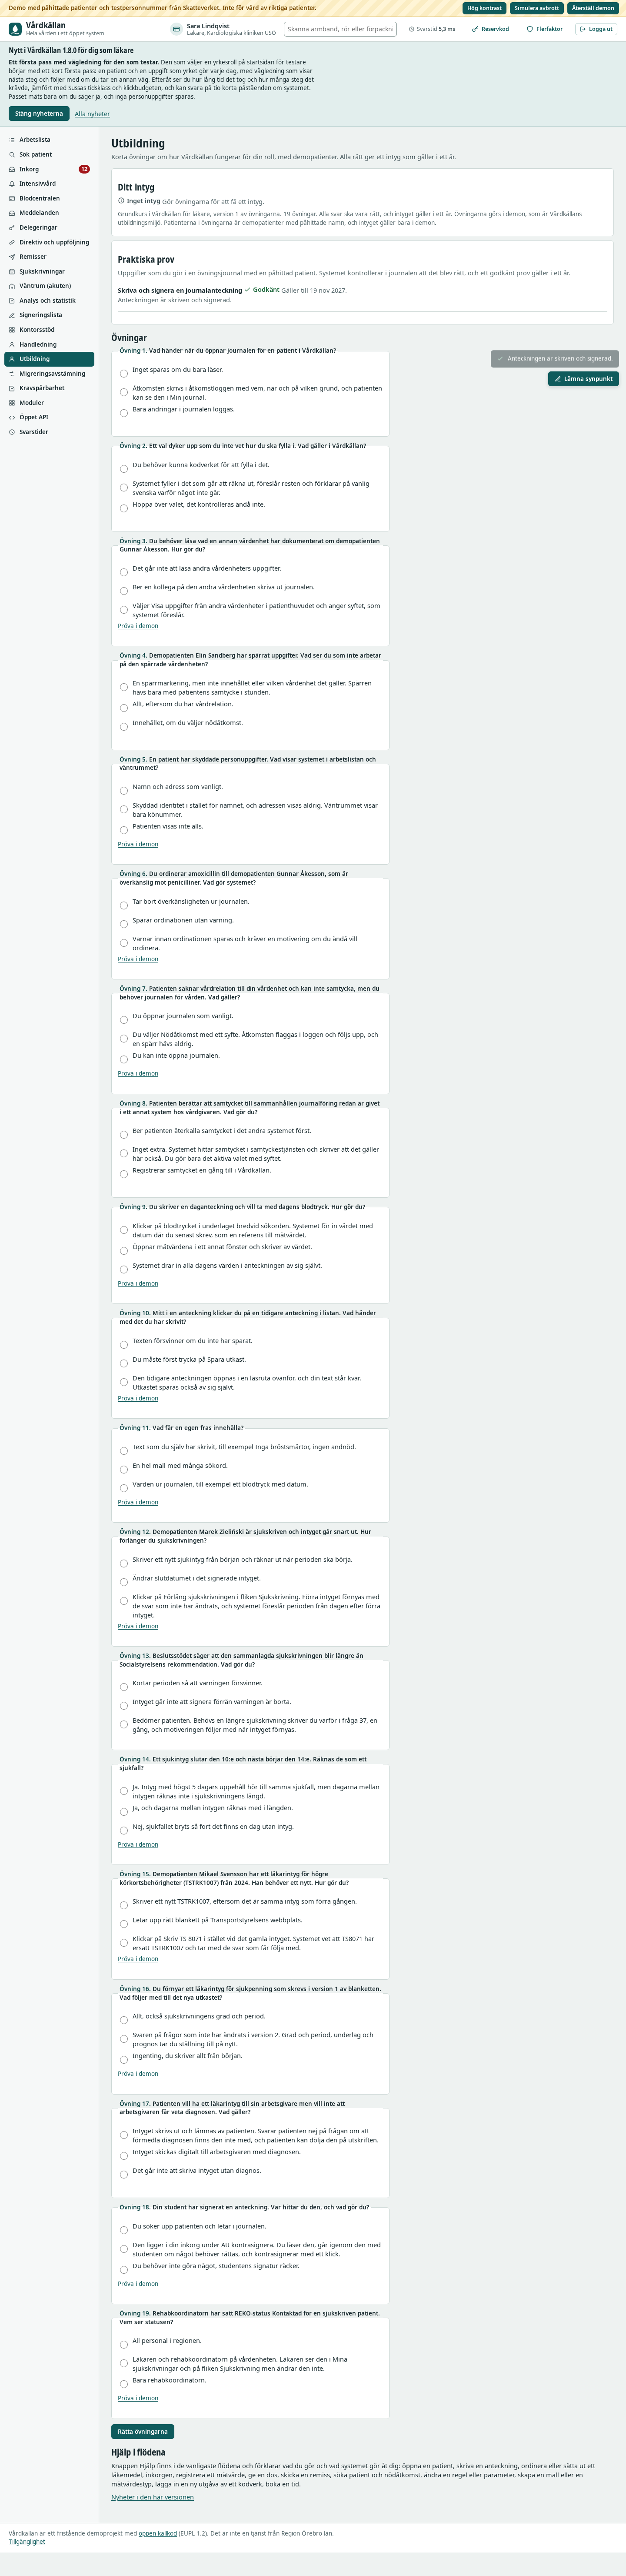 Demo med påhittade patienter och testpersonnummer från Skatteverket. Inte för vård av riktiga patienter.
Hög kontrast
Simulera avbrott
Återställ demon
Vårdkällan
Hela vården i ett öppet system
Sara Lindqvist
Läkare, Kardiologiska kliniken USÖ
Skanna armband, rör eller förpackni
Svarstid 5,3 ms
Reservkod
Flerfaktor
Logga ut
Nytt i Vårdkällan 1.8.0 för dig som läkare
Ett första pass med vägledning för den som testar. Den som väljer en yrkesroll på startsidan för testare
börjar med ett kort första pass: en patient och en uppgift som yrket gör varje dag, med en vägledning som visar
nästa steg och följer med om du tar en annan väg. Efteråt ser du hur lång tid det tog och hur många steg det
blev, jämfört med Sussas tidsklass och klickbudgeten, och kan svara på tio korta påståenden om systemet.
Passet mäts bara om du säger ja, och inga personuppgifter sparas.
Stäng nyheterna
Alla nyheter
Arbetslista
Sök patient
Inkorg
12
Intensivvård
Blodcentralen
Meddelanden
Delegeringar
Direktiv och uppföljning
Remisser
Sjukskrivningar
Väntrum (akuten)
Analys och statistik
Signeringslista
Kontorsstöd
Handledning
Utbildning
Migreringsavstämning
Kravspårbarhet
Moduler
Öppet API
Svarstider
Utbildning
Korta övningar om hur Vårdkällan fungerar för din roll, med demopatienter. Alla rätt ger ett intyg som gäller i ett år.
Ditt intyg
Inget intyg Gör övningarna för att få ett intyg.
Grundkurs i Vårdkällan för läkare, version 1 av övningarna. 19 övningar. Alla svar ska vara rätt, och intyget gäller i ett år. Övningarna görs i demon, som är Vårdkällans
utbildningsmiljö. Patienterna i övningarna är demopatienter med påhittade namn, och intyget gäller bara i demon.
Praktiska prov
Uppgifter som du gör i en övningsjournal med en påhittad patient. Systemet kontrollerar i journalen att det blev rätt, och ett godkänt prov gäller i ett år.
Skriva och signera en journalanteckning Godkänt Gäller till 19 nov 2027.
Anteckningen är skriven och signerad.
Övningar
Anteckningen är skriven och signerad.
Lämna synpunkt
Övning 1. Vad händer när du öppnar journalen för en patient i Vårdkällan?
Inget sparas om du bara läser.
Åtkomsten skrivs i åtkomstloggen med vem, när och på vilken grund, och patienten
kan se den i Min journal.
Bara ändringar i journalen loggas.
Övning 2. Ett val dyker upp som du inte vet hur du ska fylla i. Vad gäller i Vårdkällan?
Du behöver kunna kodverket för att fylla i det.
Systemet fyller i det som går att räkna ut, föreslår resten och förklarar på vanlig
svenska varför något inte går.
Hoppa över valet, det kontrolleras ändå inte.
Övning 3. Du behöver läsa vad en annan vårdenhet har dokumenterat om demopatienten
Gunnar Åkesson. Hur gör du?
Det går inte att läsa andra vårdenheters uppgifter.
Ber en kollega på den andra vårdenheten skriva ut journalen.
Väljer Visa uppgifter från andra vårdenheter i patienthuvudet och anger syftet, som
systemet föreslår.
Pröva i demon
Övning 4. Demopatienten Elin Sandberg har spärrat uppgifter. Vad ser du som inte arbetar
på den spärrade vårdenheten?
En spärrmarkering, men inte innehållet eller vilken vårdenhet det gäller. Spärren
hävs bara med patientens samtycke i stunden.
Allt, eftersom du har vårdrelation.
Innehållet, om du väljer nödåtkomst.
Övning 5. En patient har skyddade personuppgifter. Vad visar systemet i arbetslistan och
väntrummet?
Namn och adress som vanligt.
Skyddad identitet i stället för namnet, och adressen visas aldrig. Väntrummet visar
bara könummer.
Patienten visas inte alls.
Pröva i demon
Övning 6. Du ordinerar amoxicillin till demopatienten Gunnar Åkesson, som är
överkänslig mot penicilliner. Vad gör systemet?
Tar bort överkänsligheten ur journalen.
Sparar ordinationen utan varning.
Varnar innan ordinationen sparas och kräver en motivering om du ändå vill
ordinera.
Pröva i demon
Övning 7. Patienten saknar vårdrelation till din vårdenhet och kan inte samtycka, men du
behöver journalen för vården. Vad gäller?
Du öppnar journalen som vanligt.
Du väljer Nödåtkomst med ett syfte. Åtkomsten flaggas i loggen och följs upp, och
en spärr hävs aldrig.
Du kan inte öppna journalen.
Pröva i demon
Övning 8. Patienten berättar att samtycket till sammanhållen journalföring redan är givet
i ett annat system hos vårdgivaren. Vad gör du?
Ber patienten återkalla samtycket i det andra systemet först.
Inget extra. Systemet hittar samtycket i samtyckestjänsten och skriver att det gäller
här också. Du gör bara det aktiva valet med syftet.
Registrerar samtycket en gång till i Vårdkällan.
Övning 9. Du skriver en daganteckning och vill ta med dagens blodtryck. Hur gör du?
Klickar på blodtrycket i underlaget bredvid sökorden. Systemet för in värdet med
datum där du senast skrev, som en referens till mätvärdet.
Öppnar mätvärdena i ett annat fönster och skriver av värdet.
Systemet drar in alla dagens värden i anteckningen av sig självt.
Pröva i demon
Övning 10. Mitt i en anteckning klickar du på en tidigare anteckning i listan. Vad händer
med det du har skrivit?
Texten försvinner om du inte har sparat.
Du måste först trycka på Spara utkast.
Den tidigare anteckningen öppnas i en läsruta ovanför, och din text står kvar.
Utkastet sparas också av sig självt.
Pröva i demon
Övning 11. Vad får en egen fras innehålla?
Text som du själv har skrivit, till exempel Inga bröstsmärtor, ingen andnöd.
En hel mall med många sökord.
Värden ur journalen, till exempel ett blodtryck med datum.
Pröva i demon
Övning 12. Demopatienten Marek Zieliński är sjukskriven och intyget går snart ut. Hur
förlänger du sjukskrivningen?
Skriver ett nytt sjukintyg från början och räknar ut när perioden ska börja.
Ändrar slutdatumet i det signerade intyget.
Klickar på Förläng sjukskrivningen i fliken Sjukskrivning. Förra intyget förnyas med
de svar som inte har ändrats, och systemet föreslår perioden från dagen efter förra
intyget.
Pröva i demon
Övning 13. Beslutsstödet säger att den sammanlagda sjukskrivningen blir längre än
Socialstyrelsens rekommendation. Vad gör du?
Kortar perioden så att varningen försvinner.
Intyget går inte att signera förrän varningen är borta.
Bedömer patienten. Behövs en längre sjukskrivning skriver du varför i fråga 37, en
gång, och motiveringen följer med när intyget förnyas.
Övning 14. Ett sjukintyg slutar den 10:e och nästa börjar den 14:e. Räknas de som ett
sjukfall?
Ja. Intyg med högst 5 dagars uppehåll hör till samma sjukfall, men dagarna mellan
intygen räknas inte i sjukskrivningens längd.
Ja, och dagarna mellan intygen räknas med i längden.
Nej, sjukfallet bryts så fort det finns en dag utan intyg.
Pröva i demon
Övning 15. Demopatienten Mikael Svensson har ett läkarintyg för högre
körkortsbehörigheter (TSTRK1007) från 2024. Han behöver ett nytt. Hur gör du?
Skriver ett nytt TSTRK1007, eftersom det är samma intyg som förra gången.
Letar upp rätt blankett på Transportstyrelsens webbplats.
Klickar på Skriv TS 8071 i stället vid det gamla intyget. Systemet vet att TS8071 har
ersatt TSTRK1007 och tar med de svar som får följa med.
Pröva i demon
Övning 16. Du förnyar ett läkarintyg för sjukpenning som skrevs i version 1 av blanketten.
Vad följer med till det nya utkastet?
Allt, också sjukskrivningens grad och period.
Svaren på frågor som inte har ändrats i version 2. Grad och period, underlag och
prognos tar du ställning till på nytt.
Ingenting, du skriver allt från början.
Pröva i demon
Övning 17. Patienten vill ha ett läkarintyg till sin arbetsgivare men vill inte att
arbetsgivaren får veta diagnosen. Vad gäller?
Intyget skrivs ut och lämnas av patienten. Svarar patienten nej på frågan om att
förmedla diagnosen finns den inte med, och patienten kan dölja den på utskriften.
Intyget skickas digitalt till arbetsgivaren med diagnosen.
Det går inte att skriva intyget utan diagnos.
Övning 18. Din student har signerat en anteckning. Var hittar du den, och vad gör du?
Du söker upp patienten och letar i journalen.
Den ligger i din inkorg under Att kontrasignera. Du läser den, går igenom den med
studenten om något behöver rättas, och kontrasignerar med ett klick.
Du behöver inte göra något, studentens signatur räcker.
Pröva i demon
Övning 19. Rehabkoordinatorn har satt REKO-status Kontaktad för en sjukskriven patient.
Vem ser statusen?
All personal i regionen.
Läkaren och rehabkoordinatorn på vårdenheten. Läkaren ser den i Mina
sjukskrivningar och på fliken Sjukskrivning men ändrar den inte.
Bara rehabkoordinatorn.
Pröva i demon
Rätta övningarna
Hjälp i flödena
Knappen Hjälp finns i de vanligaste flödena och förklarar vad du gör och vad systemet gör åt dig: öppna en patient, skriva en anteckning, ordinera eller sätta ut ett
läkemedel, inkorgen, registrera ett mätvärde, ge en dos, skicka en remiss, söka patient och nödåtkomst, ändra en regel eller parameter, skapa en mall eller en
mätvärdestyp, lägga in en ny utgåva av ett kodverk, boka en tid.
Nyheter i den här versionen
Vårdkällan är ett fristående demoprojekt med öppen källkod (EUPL 1.2). Det är inte en tjänst från Region Örebro län.
Tillgänglighet